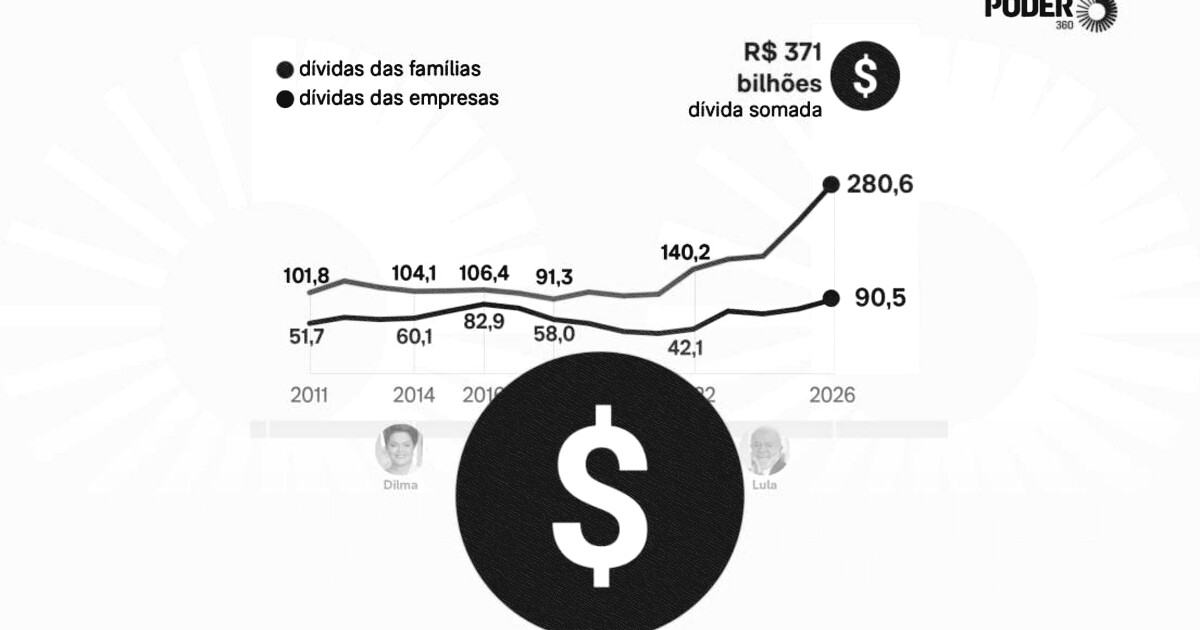 PODER
360
dívidas das famílias
dívidas das empresas
R$ 371
bilhões
dívida somada
$
280,6
140,2
101,8
104,1
106,4
91,3
90,5
51,7
60,1
82,9
58,0
42,1
2011
2014
2026
$
Dilma
Lula